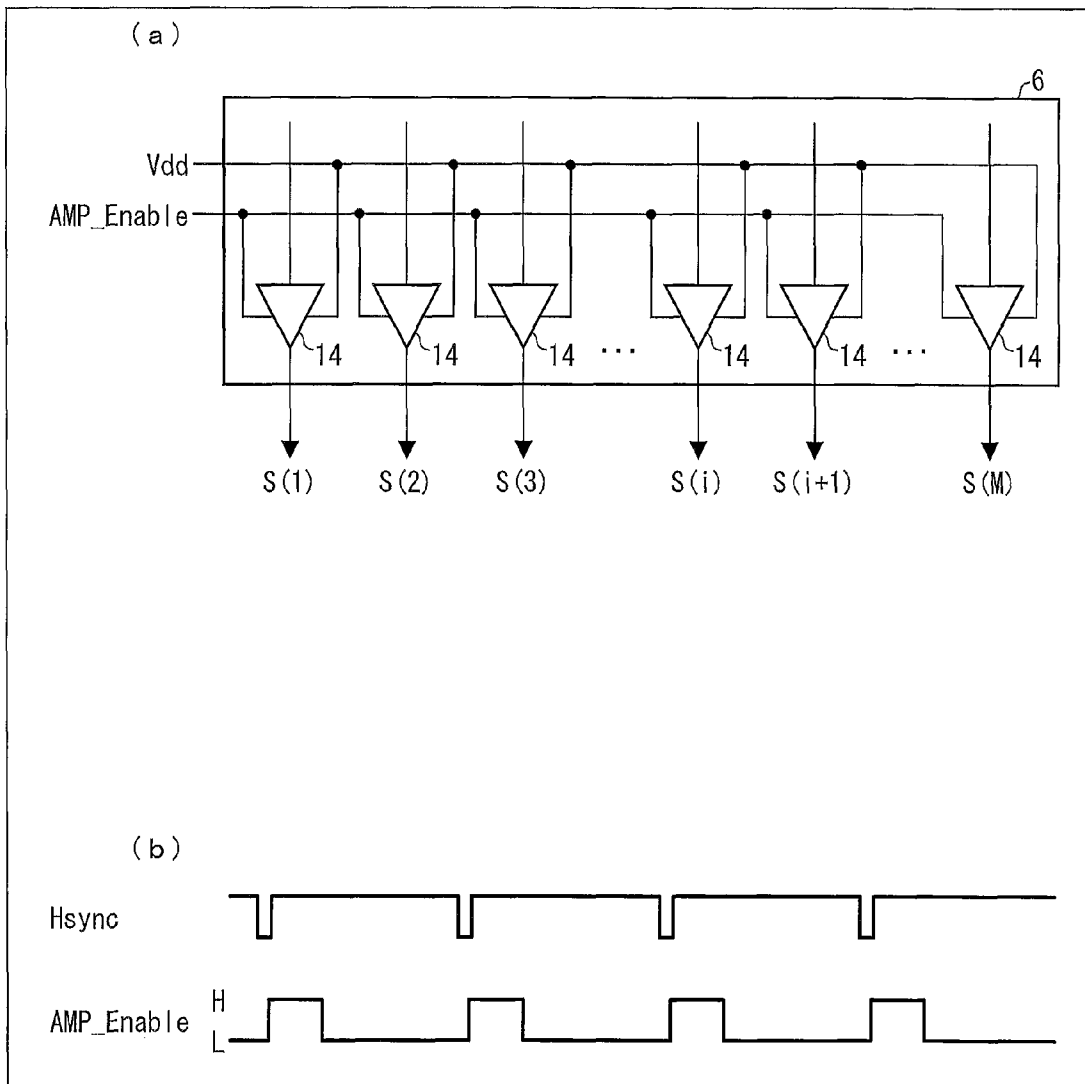 (a)
6
Vdd
AMP_Enable
14 14 14 ... 14 14 ... 14
S(1) S(2) S(3) S(i) S(i+1) S(M)
(b)
Hsync
H
AMP_Enable
L